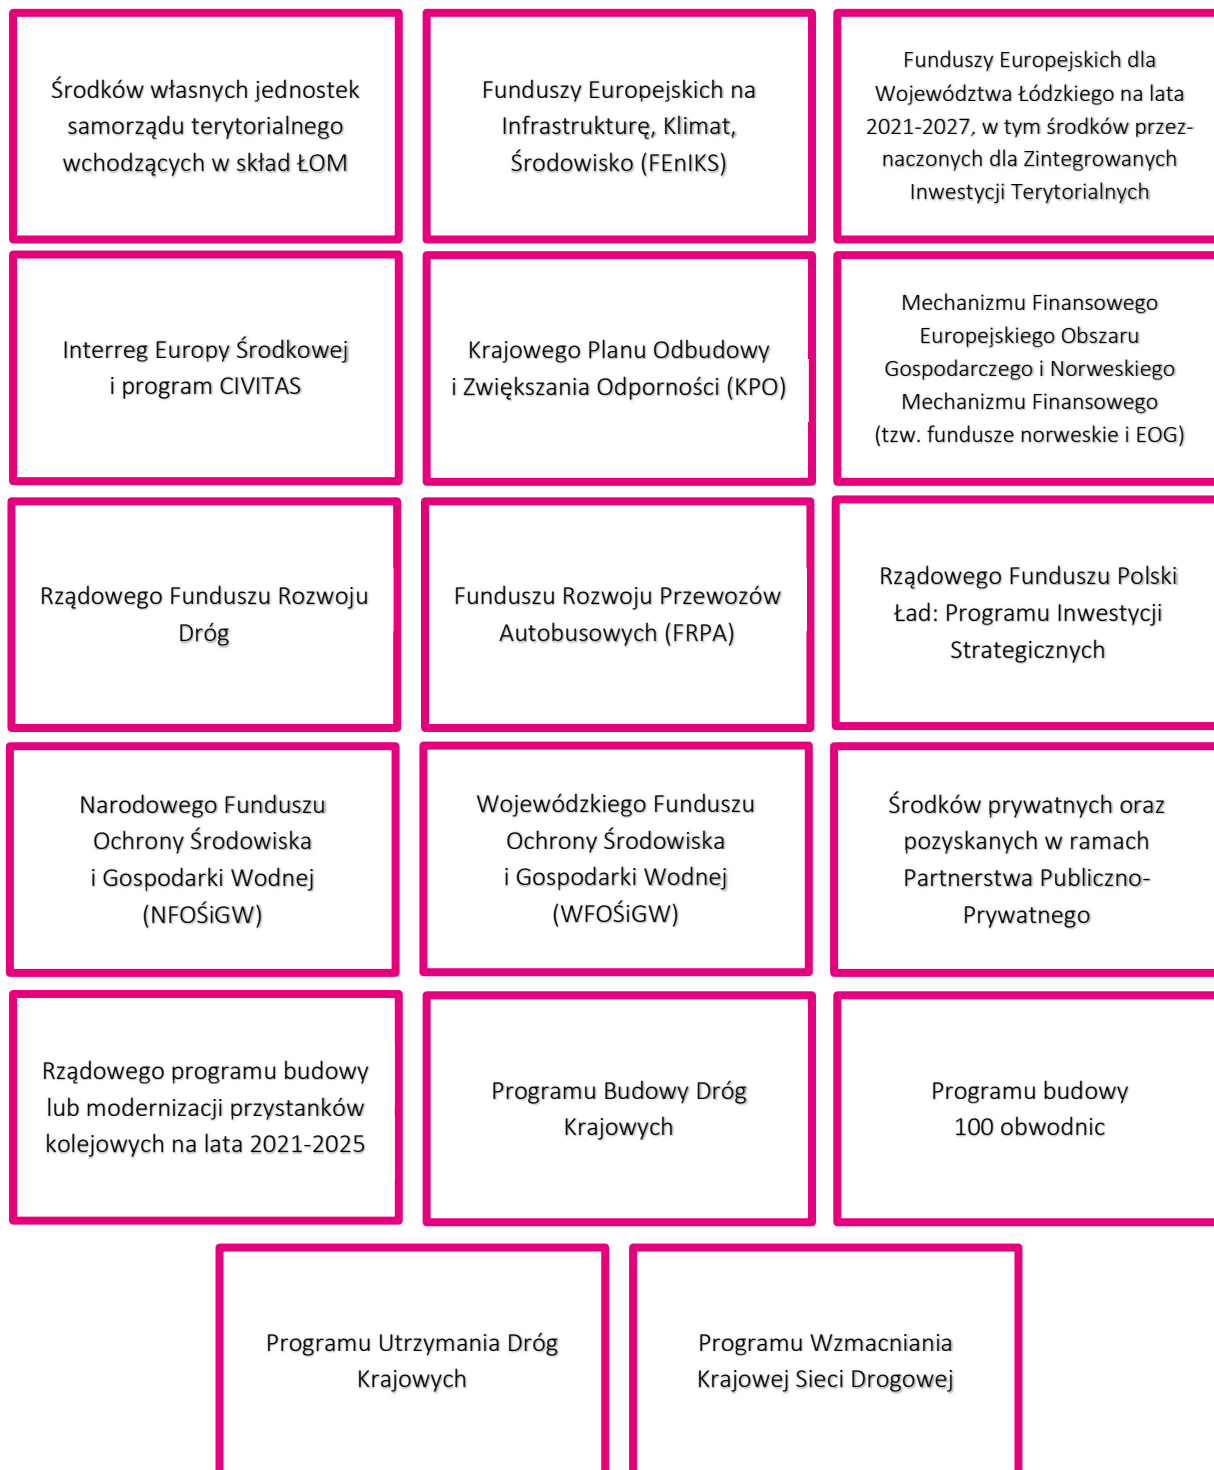 Środków własnych jednostek
samorządu terytorialnego
wchodzących w skład ŁOM
Funduszy Europejskich na
Infrastrukturę, Klimat,
Środowisko (FEnIKS)
Funduszy Europejskich dla
Województwa Łódzkiego na lata
2021-2027, w tym środków przez-
naczonych dla Zintegrowanych
Inwestycji Terytorialnych
Interreg Europy Środkowej
i program CIVITAS
Krajowego Planu Odbudowy
i Zwiększania Odporności (KPO)
Mechanizmu Finansowego
Europejskiego Obszaru
Gospodarczego i Norweskiego
Mechanizmu Finansowego
(tzw. fundusze norweskie i EOG)
Rządowego Funduszu Rozwoju
Dróg
Funduszu Rozwoju Przewozów
Autobusowych (FRPA)
Rządowego Funduszu Polski
Ład: Programu Inwestycji
Strategicznych
Narodowego Funduszu
Ochrony Środowiska
i Gospodarki Wodnej
(NFOŚiGW)
Wojewódzkiego Funduszu
Ochrony Środowiska
i Gospodarki Wodnej
(WFOŚiGW)
Środków prywatnych oraz
pozyskanych w ramach
Partnerstwa Publiczno-
Prywatnego
Rządowego programu budowy
lub modernizacji przystanków
kolejowych na lata 2021-2025
Programu Budowy Dróg
Krajowych
Programu budowy
100 obwodnic
Programu Utrzymania Dróg
Krajowych
Programu Wzmacniania
Krajowej Sieci Drogowej